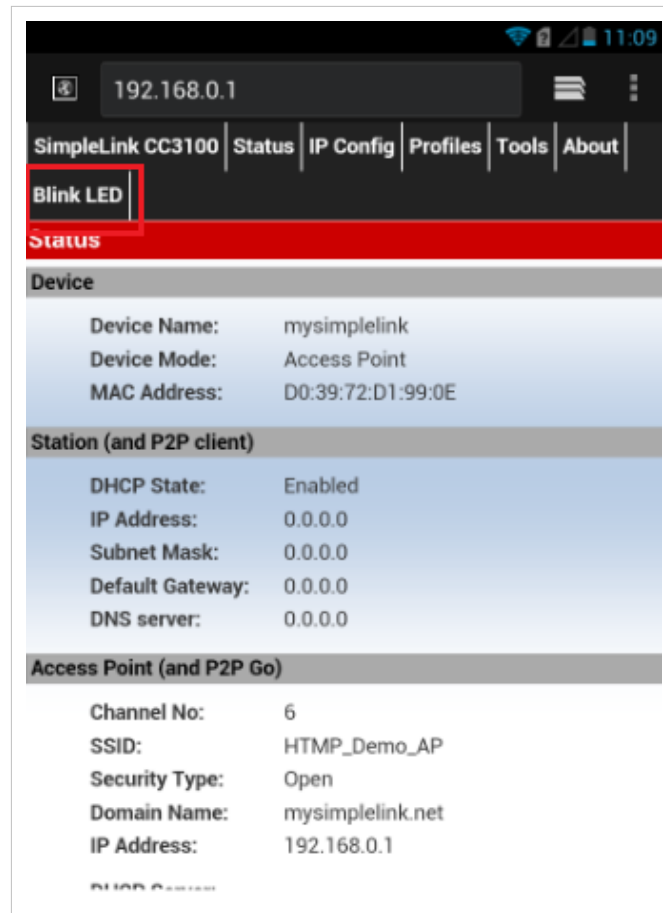 11:09
192.168.0.1
SimpleLink CC3100 Status IP Config Profiles Tools About
Blink LED
Status
Device
Device Name: mysimplelink
Device Mode: Access Point
MAC Address: D0:39:72:D1:99:0E
Station (and P2P client)
DHCP State: Enabled
IP Address: 0.0.0.0
Subnet Mask: 0.0.0.0
Default Gateway: 0.0.0.0
DNS server: 0.0.0.0
Access Point (and P2P Go)
Channel No: 6
SSID: HTMP_Demo_AP
Security Type: Open
Domain Name: mysimplelink.net
IP Address: 192.168.0.1